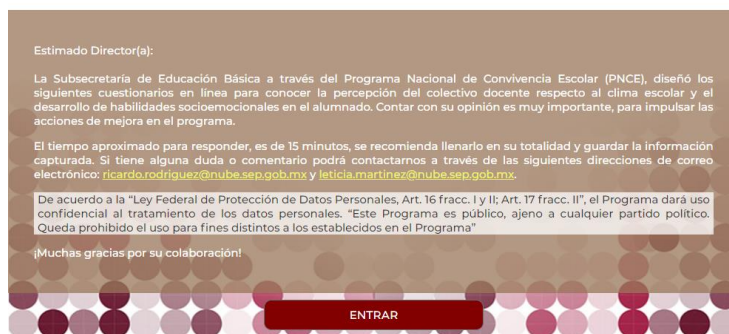 Estimado Director(a):
La Subsecretaría de Educación Básica a través del Programa Nacional de Convivencia Escolar (PNCE), diseñó los
siguientes cuestionarios en línea para conocer la percepción del colectivo docente respecto al clima escolar y el
desarrollo de habilidades socioemocionales en el alumnado. Contar con su opinión es muy importante, para impulsar las
acciones de mejora en el programa.
El tiempo aproximado para responder, es de 15 minutos, se recomienda llenarlo en su totalidad y guardar la información
capturada. Si tiene alguna duda o comentario podrá contactarnos a través de las siguientes direcciones de correo
electrónico: ricardo.rodriguez@nube.sep.gob.mx y leticia.martinez@nube.sep.gob.mx.
De acuerdo a la “Ley Federal de Protección de Datos Personales, Art. 16 fracc. I y II; Art. 17 fracc. II”, el Programa dará uso
confidencial al tratamiento de los datos personales. “Este Programa es público, ajeno a cualquier partido político.
Queda prohibido el uso para fines distintos a los establecidos en el Programa”
¡Muchas gracias por su colaboración!
ENTRAR